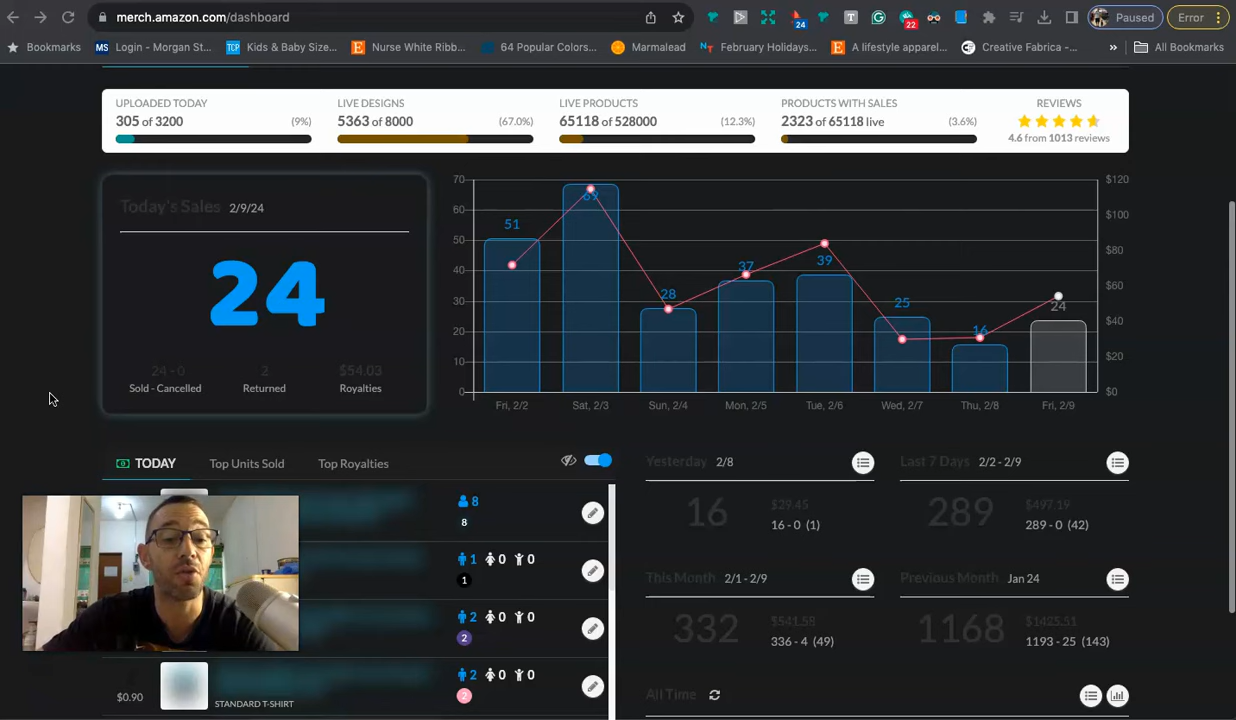 merch.amazon.com/dashboard
24
22
Paused
Error
Bookmarks
MS Login - Morgan St...
TCP Kids & Baby Size...
E Nurse White Ribb...
64 Popular Colors...
Marmalead
February Holidays...
E A lifestyle apparel...
Creative Fabrica -...
»
All Bookmarks
UPLOADED TODAY
305 of 3200 (9%)
LIVE DESIGNS
5363 of 8000 (67.0%)
LIVE PRODUCTS
65118 of 528000 (12.3%)
PRODUCTS WITH SALES
2323 of 65118 live (3.6%)
REVIEWS
4.6 from 1013 reviews
Today's Sales 2/9/24
24
24 - 0
Sold - Cancelled
2
Returned
$54.03
Royalties
70
60
50
40
30
20
10
0
51
69
28
37
39
25
16
24
$120
$100
$80
$60
$40
$20
$0
Fri, 2/2
Sat, 2/3
Sun, 2/4
Mon, 2/5
Tue, 2/6
Wed, 2/7
Thu, 2/8
Fri, 2/9
TODAY
Top Units Sold
Top Royalties
8
8
1 0 0
1
2 0 0
2
$0.90
STANDARD T-SHIRT
2 0 0
2
Yesterday 2/8
16
$29.45
16 - 0 (1)
Last 7 Days 2/2 - 2/9
289
$497.19
289 - 0 (42)
This Month 2/1 - 2/9
332
$541.58
336 - 4 (49)
Previous Month Jan 24
1168
$1425.51
1193 - 25 (143)
All Time